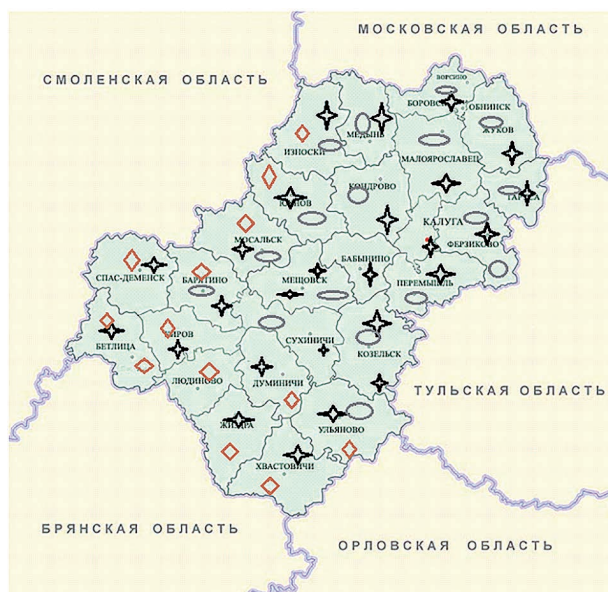 МОСКОВСКАЯ ОБЛАСТЬ
СМОЛЕНСКАЯ ОБЛАСТЬ
ВОРСИНО
БОРОВСК
ОБНИНСК
ЖУКОВ
МЕДЫНЬ
ИЗНОСКИ
МАЛОЯРОСЛАВЕЦ
КОНДРОВО
ЮХНОВ
ТАРУСА
КАЛУГА
МОСАЛЬСК
ФЕРЗИКОВО
БАБЫНИНО
СПАС-ДЕМЕНСК
БАРЯТИНО
МЕЩОВСК
ПЕРЕМЫШЛЬ
КИРОВ
БЕТЛИЦА
СУХИНИЧИ
КОЗЕЛЬСК
ЛЮДИНОВО
ДУМИНИЧИ
ТУЛЬСКАЯ ОБЛАСТЬ
ЖИЗДРА
УЛЬЯНОВО
ХВАСТОВИЧИ
БРЯНСКАЯ ОБЛАСТЬ
ОРЛОВСКАЯ ОБЛАСТЬ